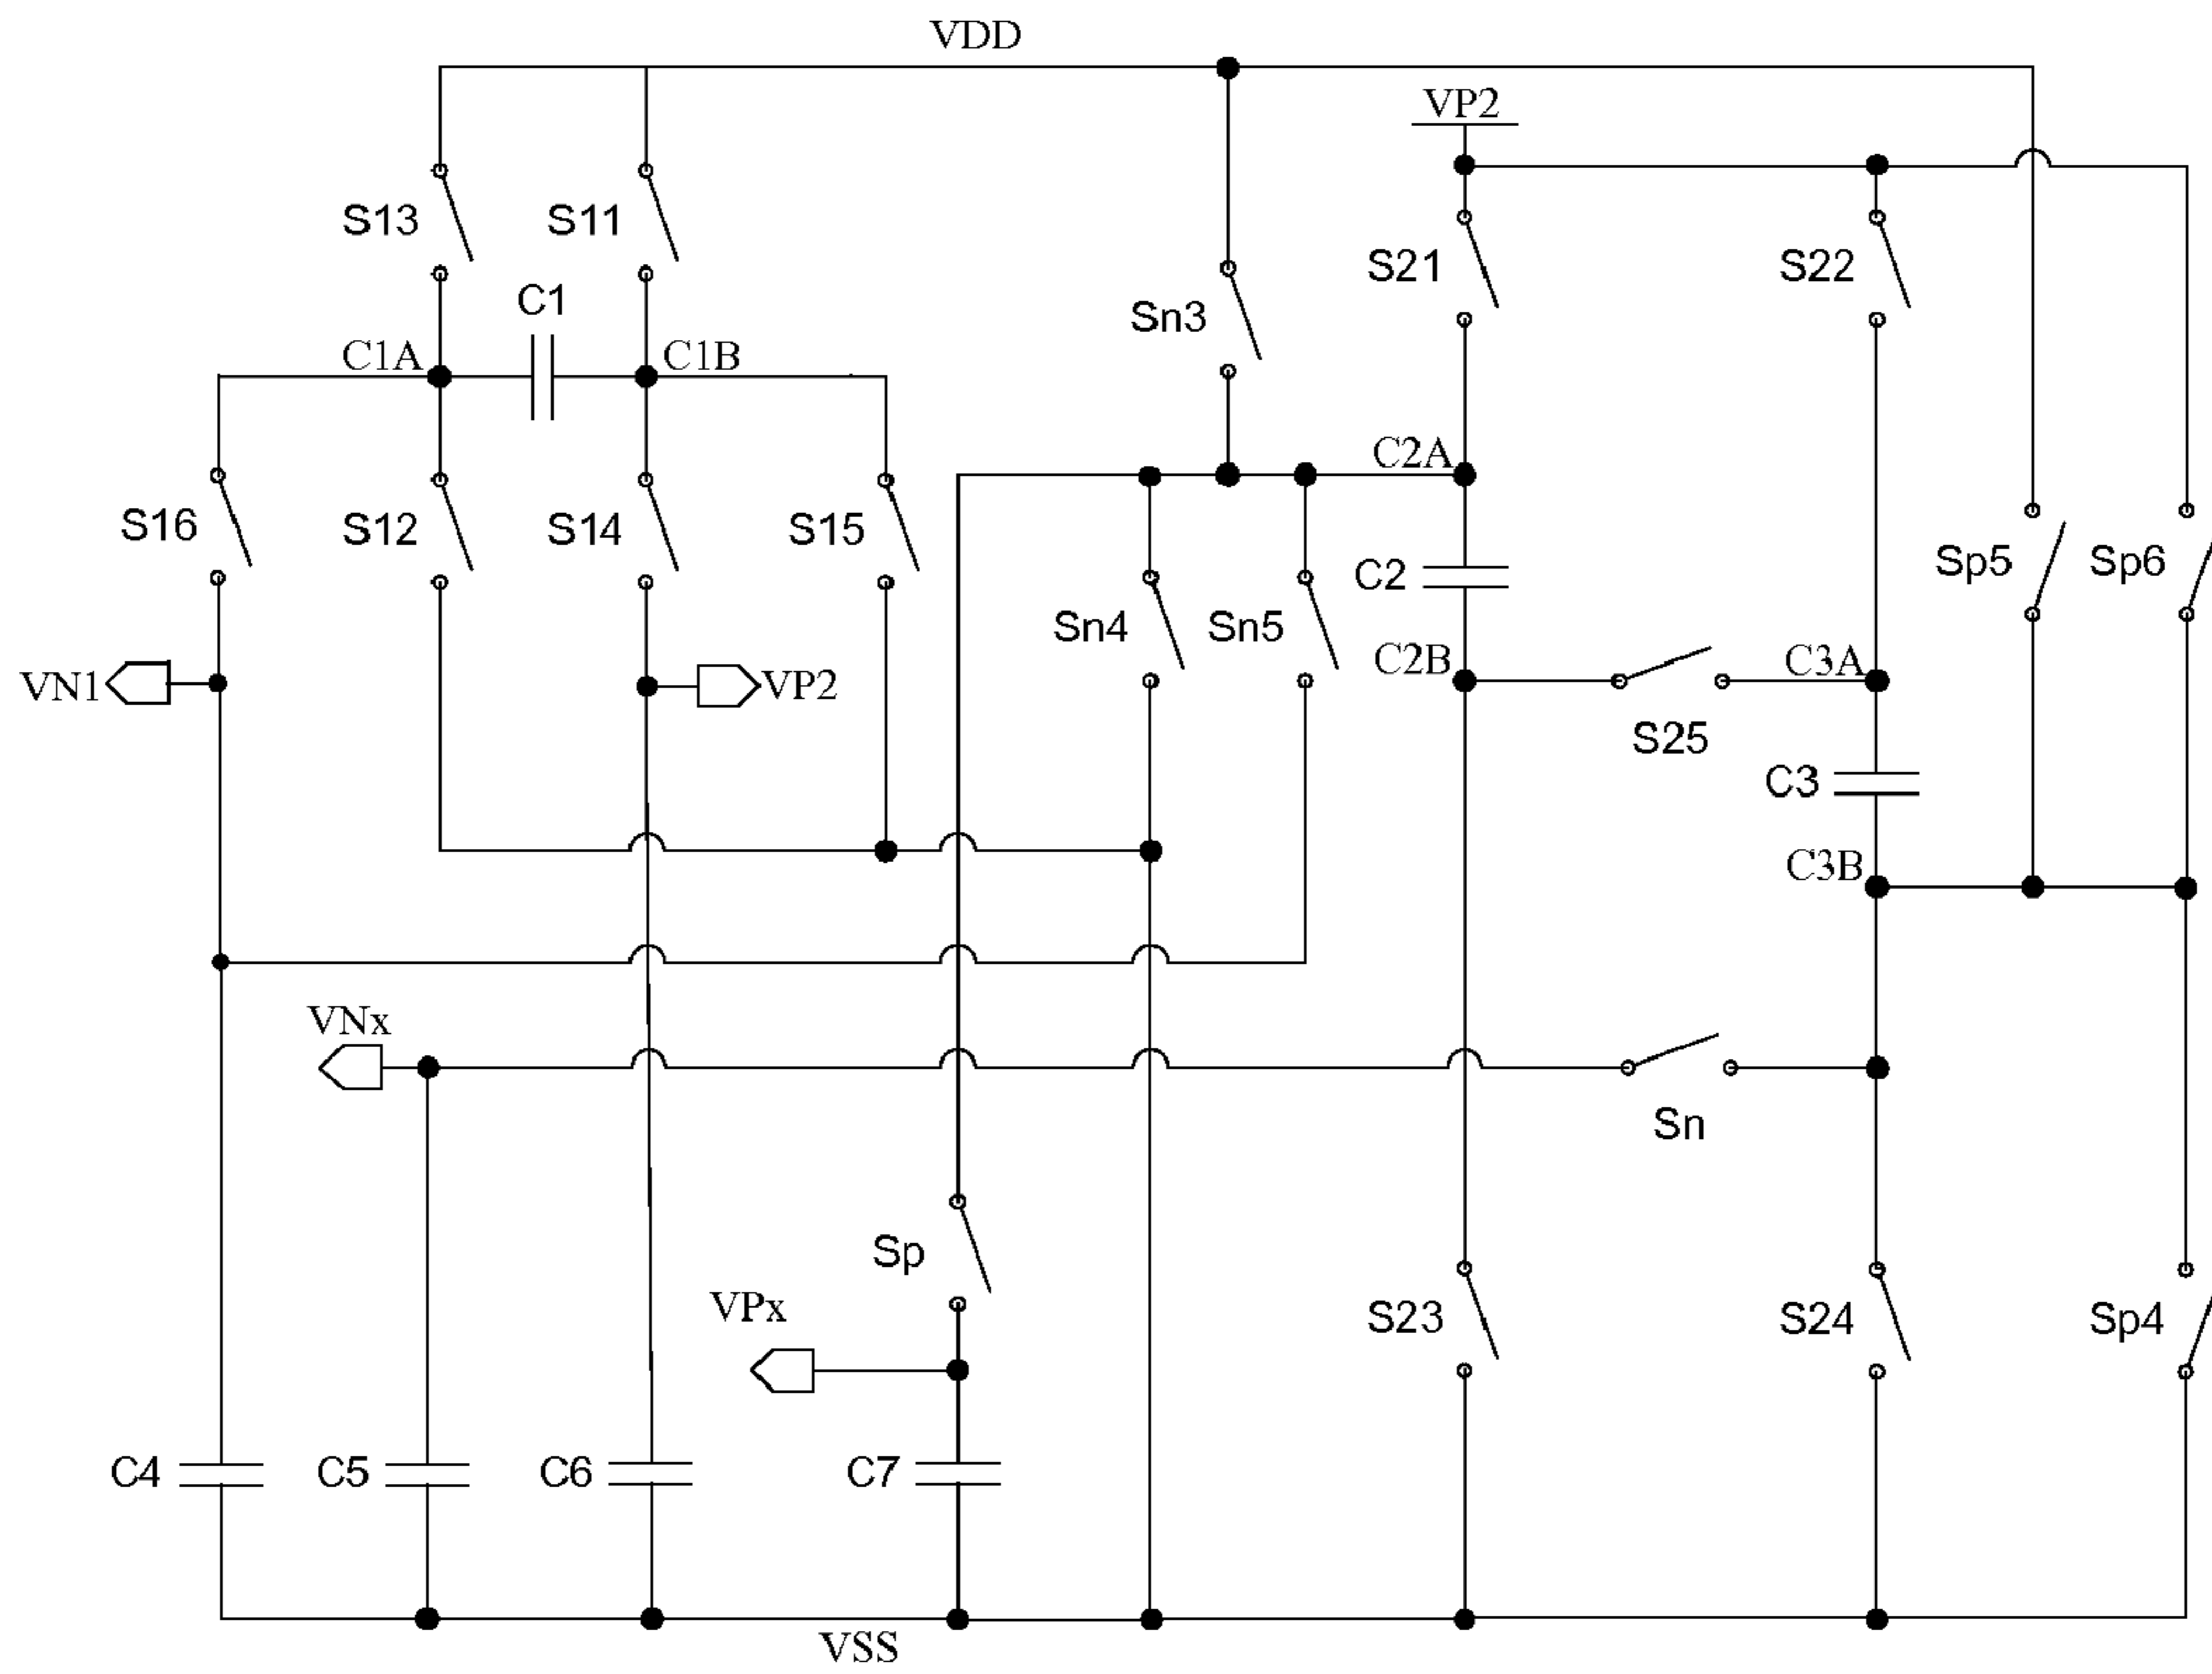 VDD
VP2
S13
S11
S21
S22
C1
Sn3
C1A
C1B
C2A
S16
S12
S14
S15
Sp5
Sp6
C2
Sn4
Sn5
C2B
C3A
VN1
VP2
S25
C3
C3B
VNx
Sn
Sp
VPx
S23
S24
Sp4
C4
C5
C6
C7
VSS